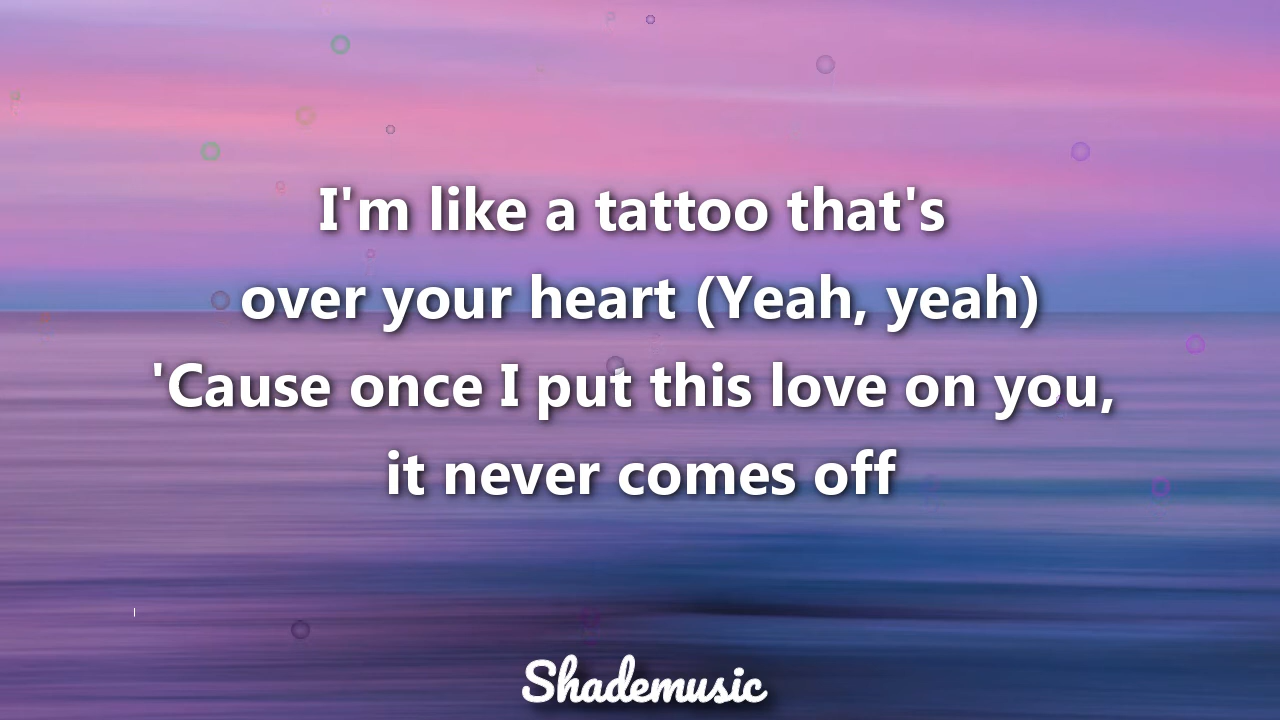 I'm like a tattoo that's
over your heart (Yeah, yeah)
'Cause once I put this love on you,
it never comes off
Shademusic